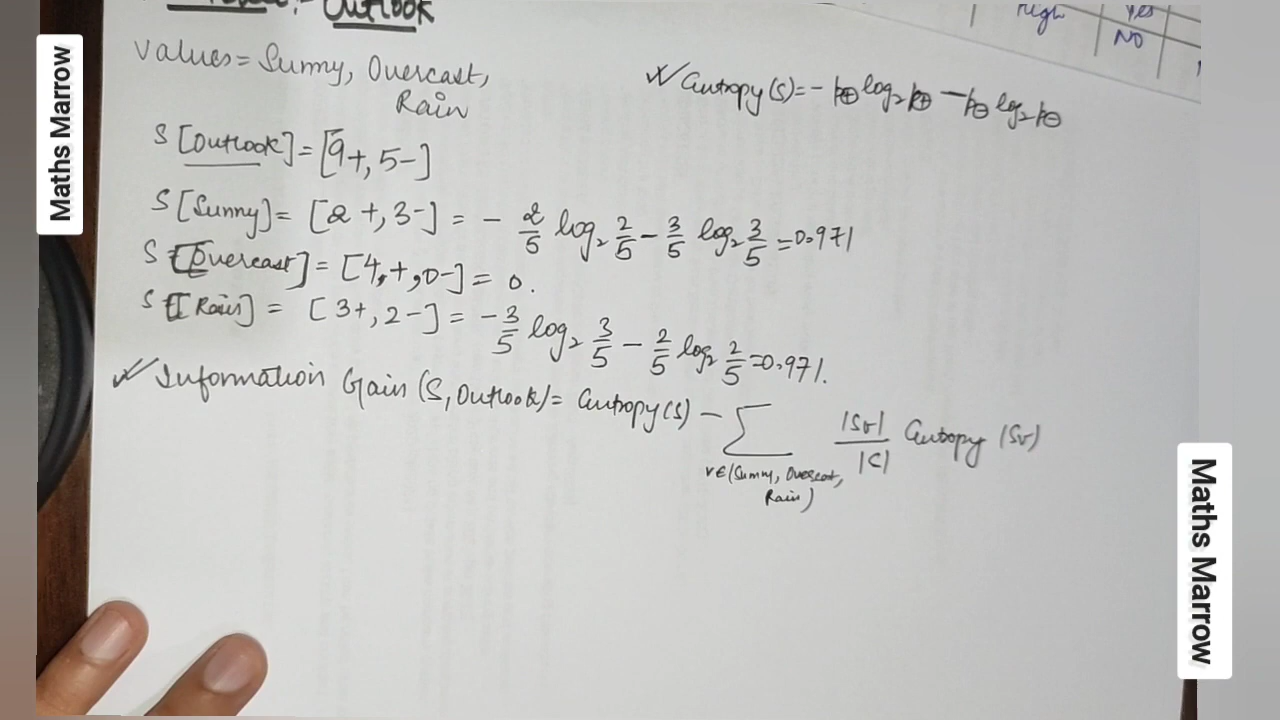 Outlook
High
Yes
NO
Values = Sunny, Overcast,
Rain
Entropy (S) = - p⊕ log₂ p⊕ - p⊖ log₂ p⊖
S [Outlook] = [9+, 5-]
S [Sunny] = [2+, 3-] = - 2/5 log₂ 2/5 - 3/5 log₂ 3/5 = 0.971
S [Overcast] = [4,+,0-] = 0.
S [Rain] = [3+, 2-] = - 3/5 log₂ 3/5 - 2/5 log₂ 2/5 = 0.971.
Information Gain (S, Outlook) = Entropy (S) - ∑ |Sv|/|S| Entropy (Sv)
v∈(Sunny, Overcast,
Rain)
Maths Marrow
Maths Marrow